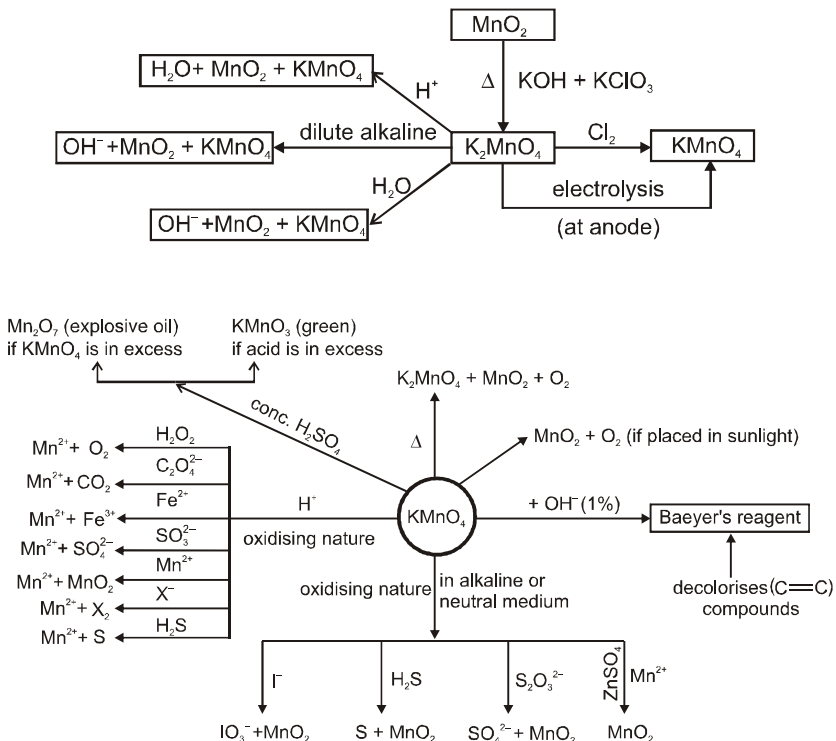 MnO₂
Δ KOH + KClO₃
H₂O+ MnO₂ + KMnO₄
H⁺
dilute alkaline
OH⁻ +MnO₂ + KMnO₄
K₂MnO₄
Cl₂
KMnO₄
H₂O
OH⁻ +MnO₂ + KMnO₄
electrolysis
(at anode)
Mn₂O₇ (explosive oil)
if KMnO₄ is in excess
KMnO₃ (green)
if acid is in excess
conc. H₂SO₄
K₂MnO₄ + MnO₂ + O₂
Δ
MnO₂ + O₂ (if placed in sunlight)
KMnO₄
+ OH⁻(1%)
Baeyer's reagent
decolorises(C=C)
compounds
H⁺
oxidising nature
Mn²⁺ + O₂
H₂O₂
Mn²⁺ + CO₂
C₂O₄²⁻
Mn²⁺ + Fe³⁺
Fe²⁺
Mn²⁺ + SO₄²⁻
SO₃²⁻
Mn²⁺ + MnO₂
Mn²⁺
Mn²⁺ + X₂
X⁻
Mn²⁺ + S
H₂S
oxidising nature
in alkaline or
neutral medium
I⁻
H₂S
S₂O₃²⁻
ZnSO₄
Mn²⁺
IO₃⁻ +MnO₂
S + MnO₂
SO₄²⁻ + MnO₂
MnO₂